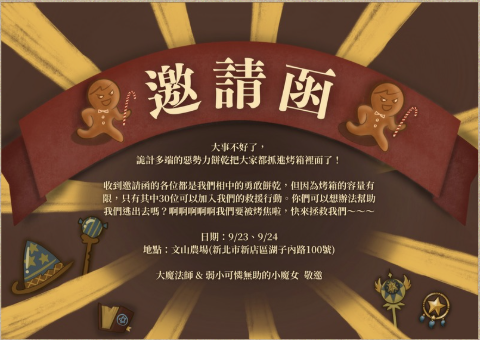 邀請函
大事不好了，
詭計多端的惡勢力餅乾把大家都抓進烤箱裡面了！
收到邀請函的各位都是我們相中的勇敢餅乾，但因為烤箱的容量有
限，只有其中30位可以加入我們的救援行動。你們可以想辦法幫助
我們逃出去嗎？啊啊啊啊啊我們要被烤焦啦，快來拯救我們～～～
日期：9/23、9/24
地點：文山農場(新北市新店區湖子內路100號)
大魔法師 & 弱小可憐無助的小魔女 敬邀